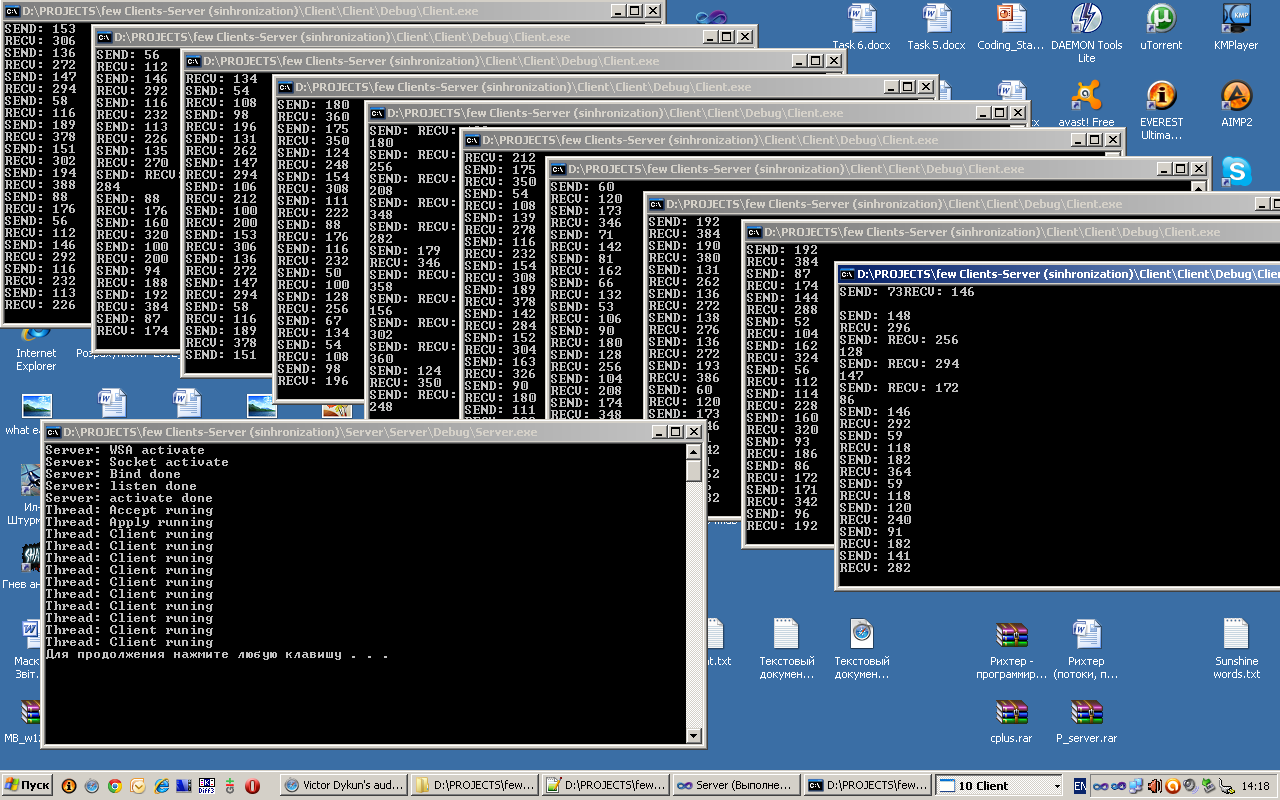 D:\PROJECTS\few Clients-Server (sinhronization)\Client\Client\Debug\Client.exe
SEND: 153
RECV: 306
SEND: 136
RECV: 272
SEND: 147
RECV: 294
SEND: 58
RECV: 116
SEND: 189
RECV: 378
SEND: 151
RECV: 302
SEND: 194
RECV: 388
SEND: 88
RECV: 176
SEND: 56
RECV: 112
SEND: 146
RECV: 292
SEND: 116
RECV: 232
SEND: 113
RECV: 226
D:\PROJECTS\few Clients-Server (sinhronization)\Client\Client\Debug\Client.exe
SEND: 56
RECV: 112
SEND: 146
RECV: 292
SEND: 116
RECV: 232
SEND: 113
RECV: 226
SEND: 135
RECV: 270
SEND: RECV:
284
SEND: 88
RECV: 176
SEND: 160
RECV: 320
SEND: 100
RECV: 200
SEND: 94
RECV: 188
SEND: 192
RECV: 384
SEND: 87
RECV: 174
D:\PROJECTS\few Clients-Server (sinhronization)\Client\Client\Debug\Client.exe
RECV: 134
SEND: 54
RECV: 108
SEND: 98
RECV: 196
SEND: 131
RECV: 262
SEND: 147
RECV: 294
SEND: 106
RECV: 212
SEND: 100
RECV: 200
SEND: 153
RECV: 306
SEND: 136
RECV: 272
SEND: 147
RECV: 294
SEND: 58
RECV: 116
SEND: 189
RECV: 378
SEND: 151
D:\PROJECTS\few Clients-Server (sinhronization)\Client\Client\Debug\Client.exe
SEND: 180
RECV: 360
SEND: 175
RECV: 350
SEND: 124
RECV: 248
SEND: 154
RECV: 308
SEND: 111
RECV: 222
SEND: 88
RECV: 176
SEND: 116
RECV: 232
SEND: 50
RECV: 100
SEND: 128
RECV: 256
SEND: 67
RECV: 134
SEND: 54
RECV: 108
SEND: 98
RECV: 196
D:\PROJECTS\few Clients-Server (sinhronization)\Client\Client\Debug\Client.exe
SEND: RECV:
180
SEND: RECV:
256
SEND: RECV:
208
SEND: RECV:
348
SEND: RECV:
282
SEND: 179
RECV: 346
SEND: RECV:
358
SEND: RECV:
156
SEND: RECV:
302
SEND: RECV:
360
SEND: 124
RECV: 350
SEND: RECV:
248
D:\PROJECTS\few Clients-Server (sinhronization)\Client\Client\Debug\Client.exe
RECV: 212
SEND: 175
RECV: 350
SEND: 54
RECV: 108
SEND: 139
RECV: 278
SEND: 116
RECV: 232
SEND: 154
RECV: 308
SEND: 189
RECV: 378
SEND: 142
RECV: 284
SEND: 152
RECV: 304
SEND: 163
RECV: 326
SEND: 90
RECV: 180
SEND: 111
D:\PROJECTS\few Clients-Server (sinhronization)\Client\Client\Debug\Client.exe
SEND: 60
RECV: 120
SEND: 173
RECV: 346
SEND: 71
RECV: 142
SEND: 81
RECV: 162
SEND: 66
RECV: 132
SEND: 53
RECV: 106
SEND: 90
RECV: 180
SEND: 128
RECV: 256
SEND: 104
RECV: 208
SEND: 174
RECV: 348
D:\PROJECTS\few Clients-Server (sinhronization)\Client\Client\Debug\Client.exe
SEND: 192
RECV: 384
SEND: 190
RECV: 380
SEND: 131
RECV: 262
SEND: 136
RECV: 272
SEND: 138
RECV: 276
SEND: 136
RECV: 272
SEND: 193
RECV: 386
SEND: 60
RECV: 120
SEND: 173
RECV: 346
D:\PROJECTS\few Clients-Server (sinhronization)\Client\Client\Debug\Client.exe
SEND: 192
RECV: 384
SEND: 87
RECV: 174
SEND: 144
RECV: 288
SEND: 52
RECV: 104
SEND: 162
RECV: 324
SEND: 56
RECV: 112
SEND: 114
RECV: 228
SEND: 160
RECV: 320
SEND: 93
RECV: 186
SEND: 86
RECV: 172
SEND: 171
RECV: 342
SEND: 96
RECV: 192
D:\PROJECTS\few Clients-Server (sinhronization)\Client\Client\Debug\Client
SEND: 73RECV: 146
SEND: 148
RECV: 296
SEND: RECV: 256
128
SEND: RECV: 294
147
SEND: RECV: 172
86
SEND: 146
RECV: 292
SEND: 59
RECV: 118
SEND: 182
RECV: 364
SEND: 59
RECV: 118
SEND: 120
RECV: 240
SEND: 91
RECV: 182
SEND: 141
RECV: 282
D:\PROJECTS\few Clients-Server (sinhronization)\Server\Server\Debug\Server.exe
Server: WSA activate
Server: Socket activate
Server: Bind done
Server: listen done
Server: activate done
Thread: Accept runing
Thread: Apply running
Thread: Client runing
Thread: Client runing
Thread: Client runing
Thread: Client runing
Thread: Client runing
Thread: Client runing
Thread: Client runing
Thread: Client runing
Thread: Client runing
Thread: Client runing
Для продолжения нажмите любую клавишу . . .
Task 6.docx
Task 5.docx
Coding_Sta...
DAEMON Tools
Lite
uTorrent
KMPlayer
avast! Free
EVEREST
Ultima...
AIMP2
Internet
Explorer
what ea
Ил-
Штурм
Гнев ан
Маск
Звіт.
MB_w1
t.txt
Текстовый
докумен...
Текстовый
докумен...
Рихтер -
программир...
Рихтер
(потоки, п...
Sunshine
words.txt
cplus.rar
P_server.rar
Пуск
Victor Dykun's aud...
D:\PROJECTS\few...
D:\PROJECTS\few...
Server (Выполне...
D:\PROJECTS\few...
10 Client
EN
14:18